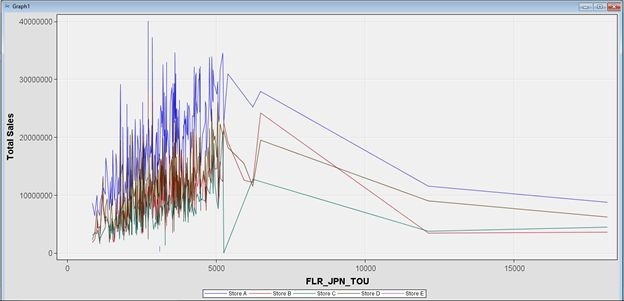 Graph1
40000000
30000000
20000000
10000000
0
Total Sales
0 5000 10000 15000
FLR_JPN_TOU
Store A Store B Store C Store D Store E